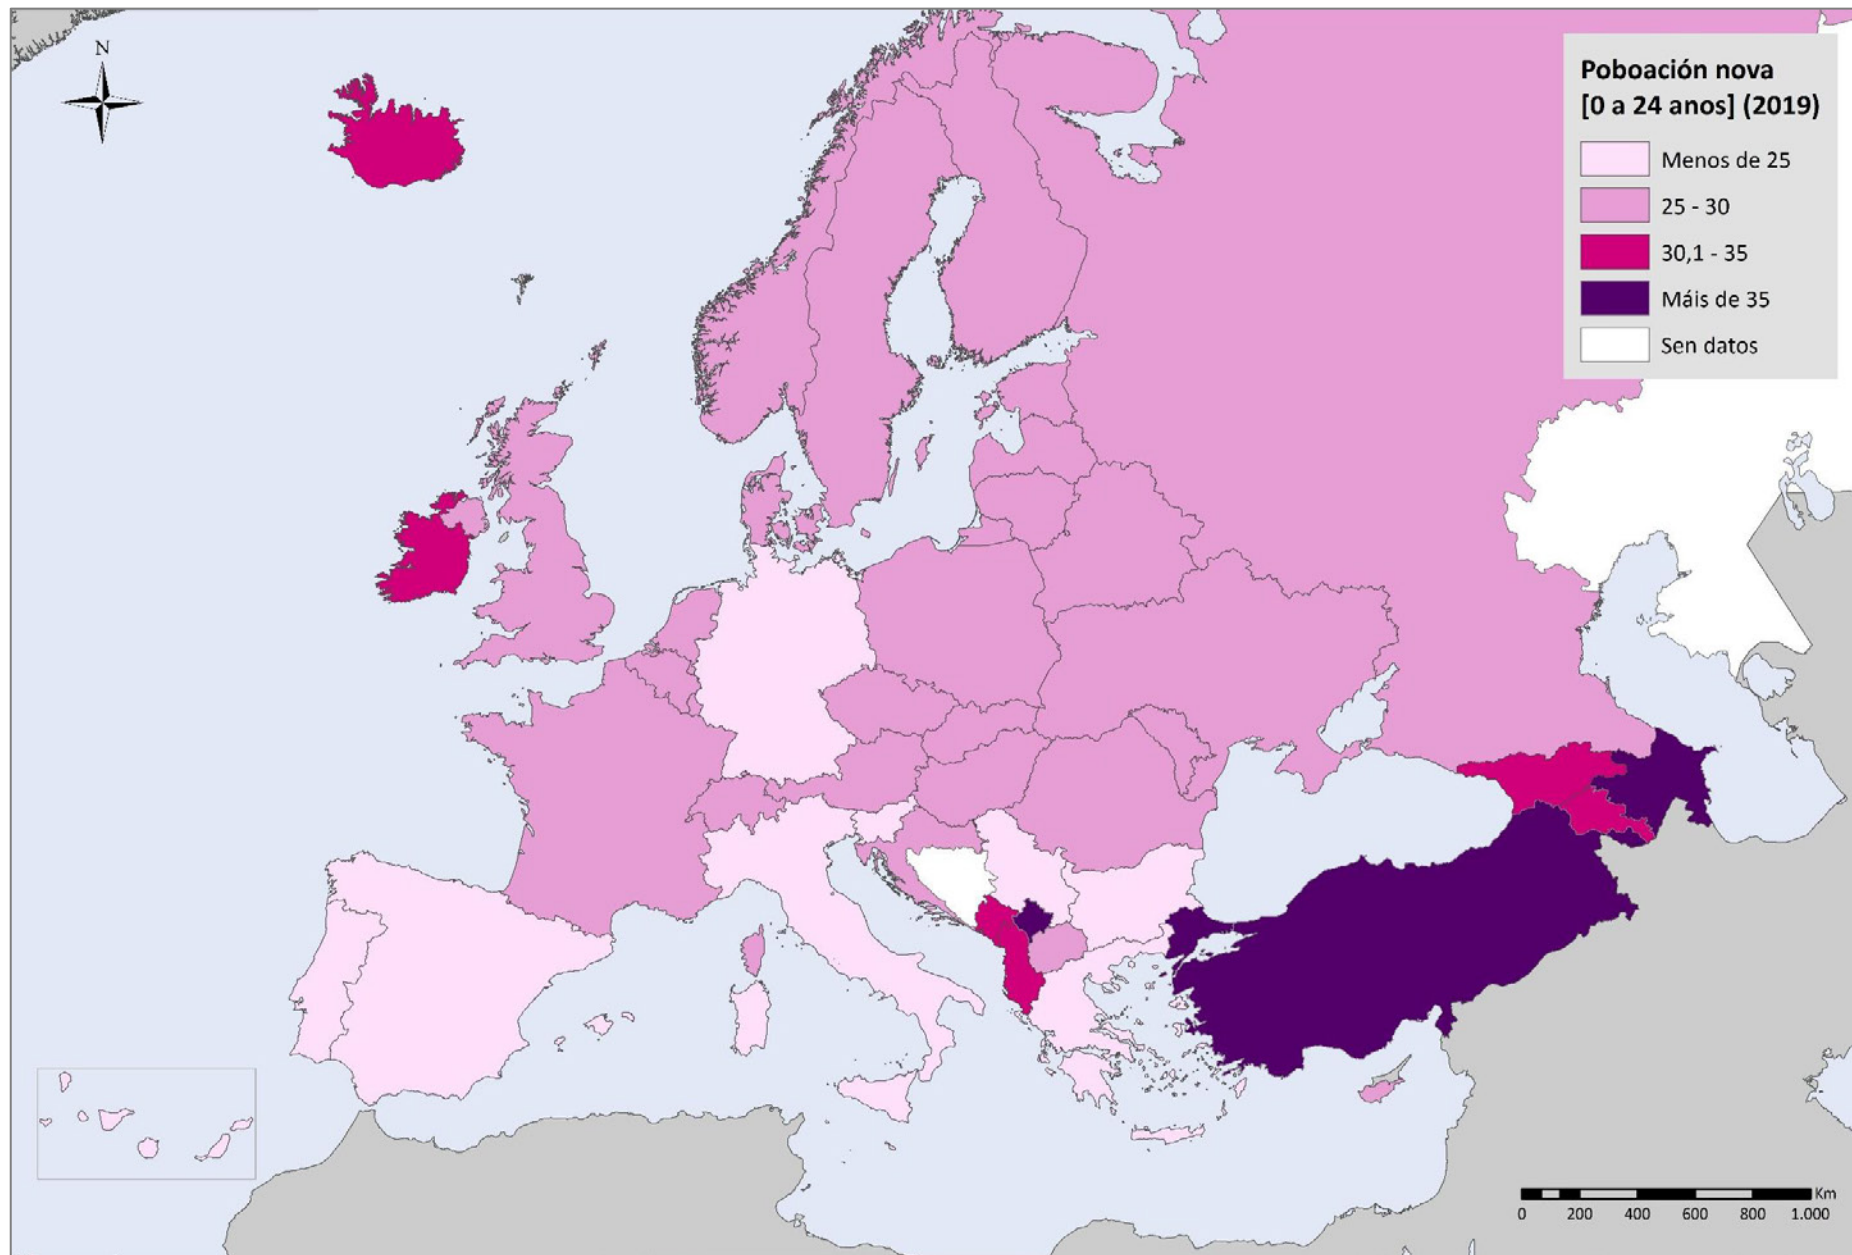 N
Poboación nova
[0 a 24 anos] (2019)
Menos de 25
25 - 30
30,1 - 35
Máis de 35
Sen datos
Km
0 200 400 600 800 1.000